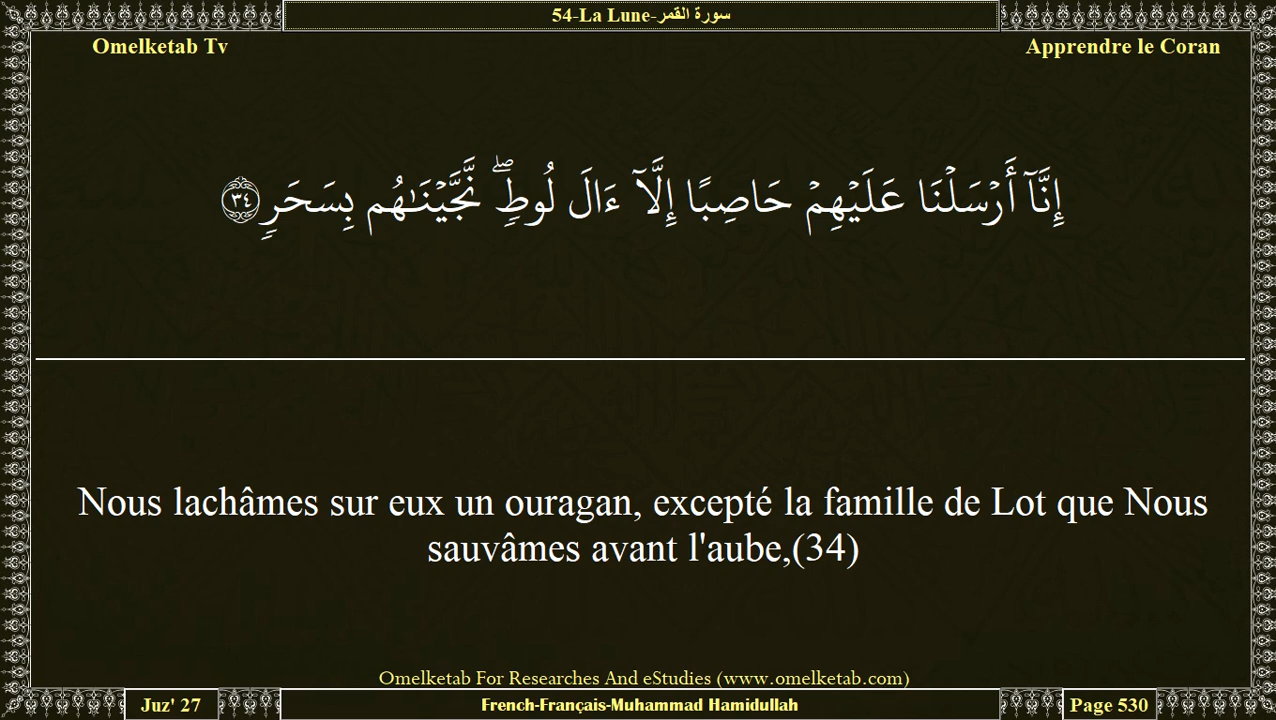 54-La Lune-سورة القمر
Omelketab Tv
Apprendre le Coran
إِنَّآ أَرۡسَلۡنَا عَلَيۡهِمۡ حَاصِبًا إِلَّآ ءَالَ لُوطٖۖ نَّجَّيۡنَٰهُم بِسَحَرٖ ٣٤
Nous lachâmes sur eux un ouragan, excepté la famille de Lot que Nous
sauvâmes avant l'aube,(34)
Omelketab For Researches And eStudies (www.omelketab.com)
Juz' 27
French-Français-Muhammad Hamidullah
Page 530